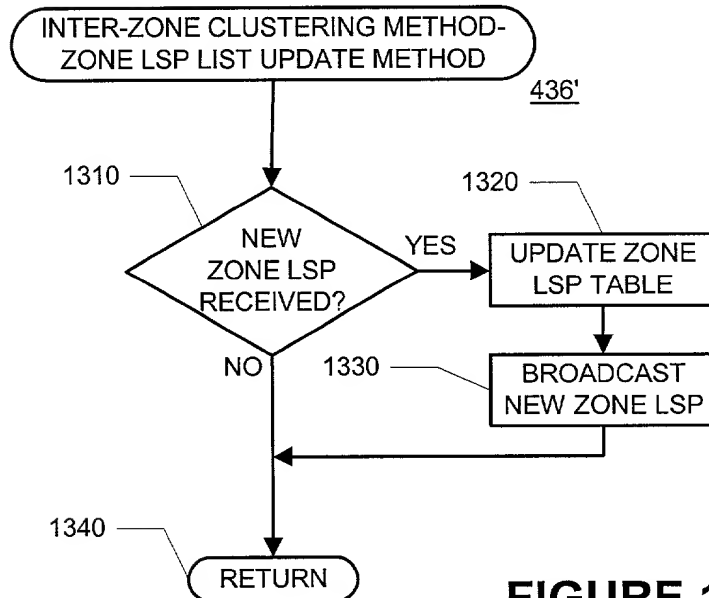 INTER-ZONE CLUSTERING METHOD-
ZONE LSP LIST UPDATE METHOD
436'
1310
NEW
ZONE LSP
RECEIVED?
YES
1320
UPDATE ZONE
LSP TABLE
NO
1330
BROADCAST
NEW ZONE LSP
1340
RETURN
FIGURE